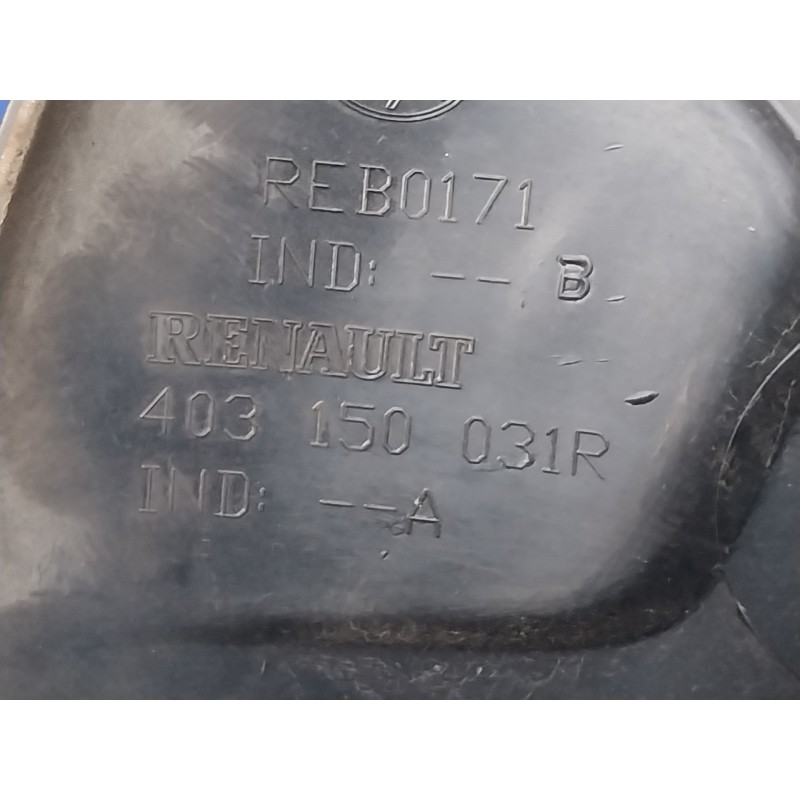 REB0171
IND: -- B
RENAULT
403 150 031R
IND: --A